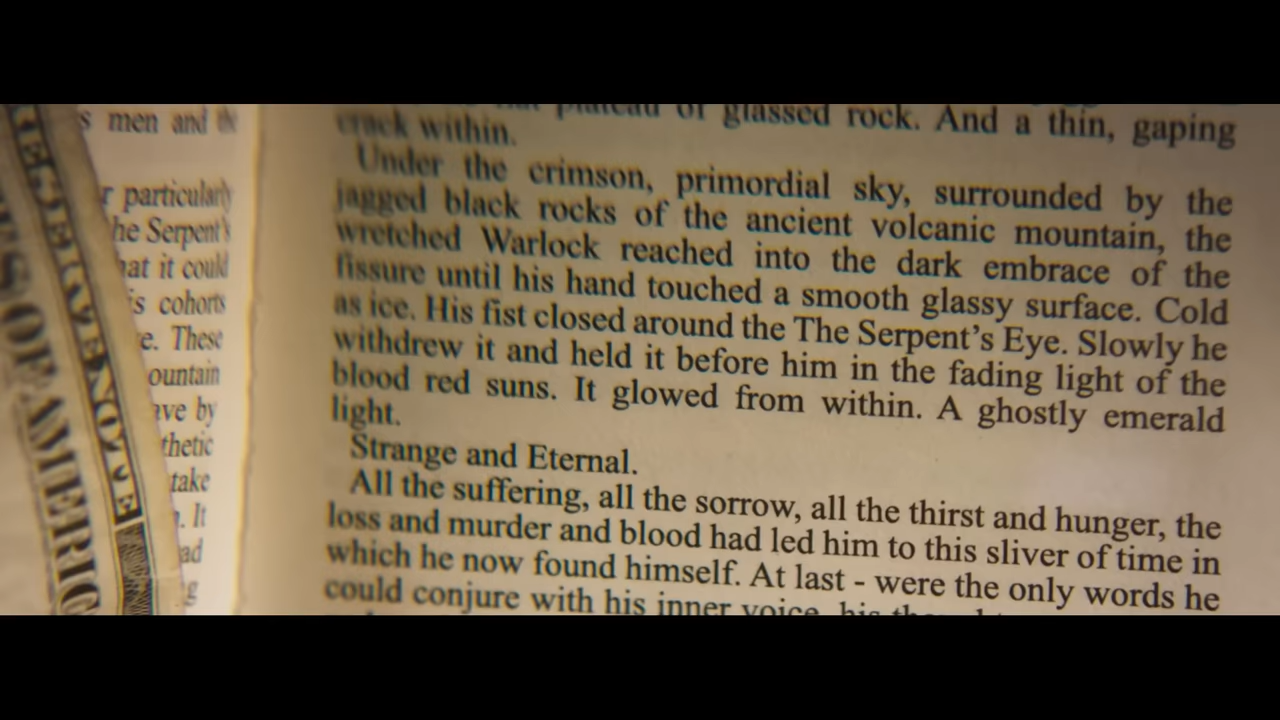 s men and the
r particularly
he Serpent's
hat it could
is cohorts
e. These
ountain
ave by
thetic
take
. It
ad
g
RESERVE NOTE
ES OF AMERIC
plateau of glassed rock. And a thin, gaping
crack within.
Under the crimson, primordial sky, surrounded by the
jagged black rocks of the ancient volcanic mountain, the
wretched Warlock reached into the dark embrace of the
fissure until his hand touched a smooth glassy surface. Cold
as ice. His fist closed around the The Serpent's Eye. Slowly he
withdrew it and held it before him in the fading light of the
blood red suns. It glowed from within. A ghostly emerald
light.
Strange and Eternal.
All the suffering, all the sorrow, all the thirst and hunger, the
loss and murder and blood had led him to this sliver of time in
which he now found himself. At last - were the only words he
could conjure with his inner voice, his